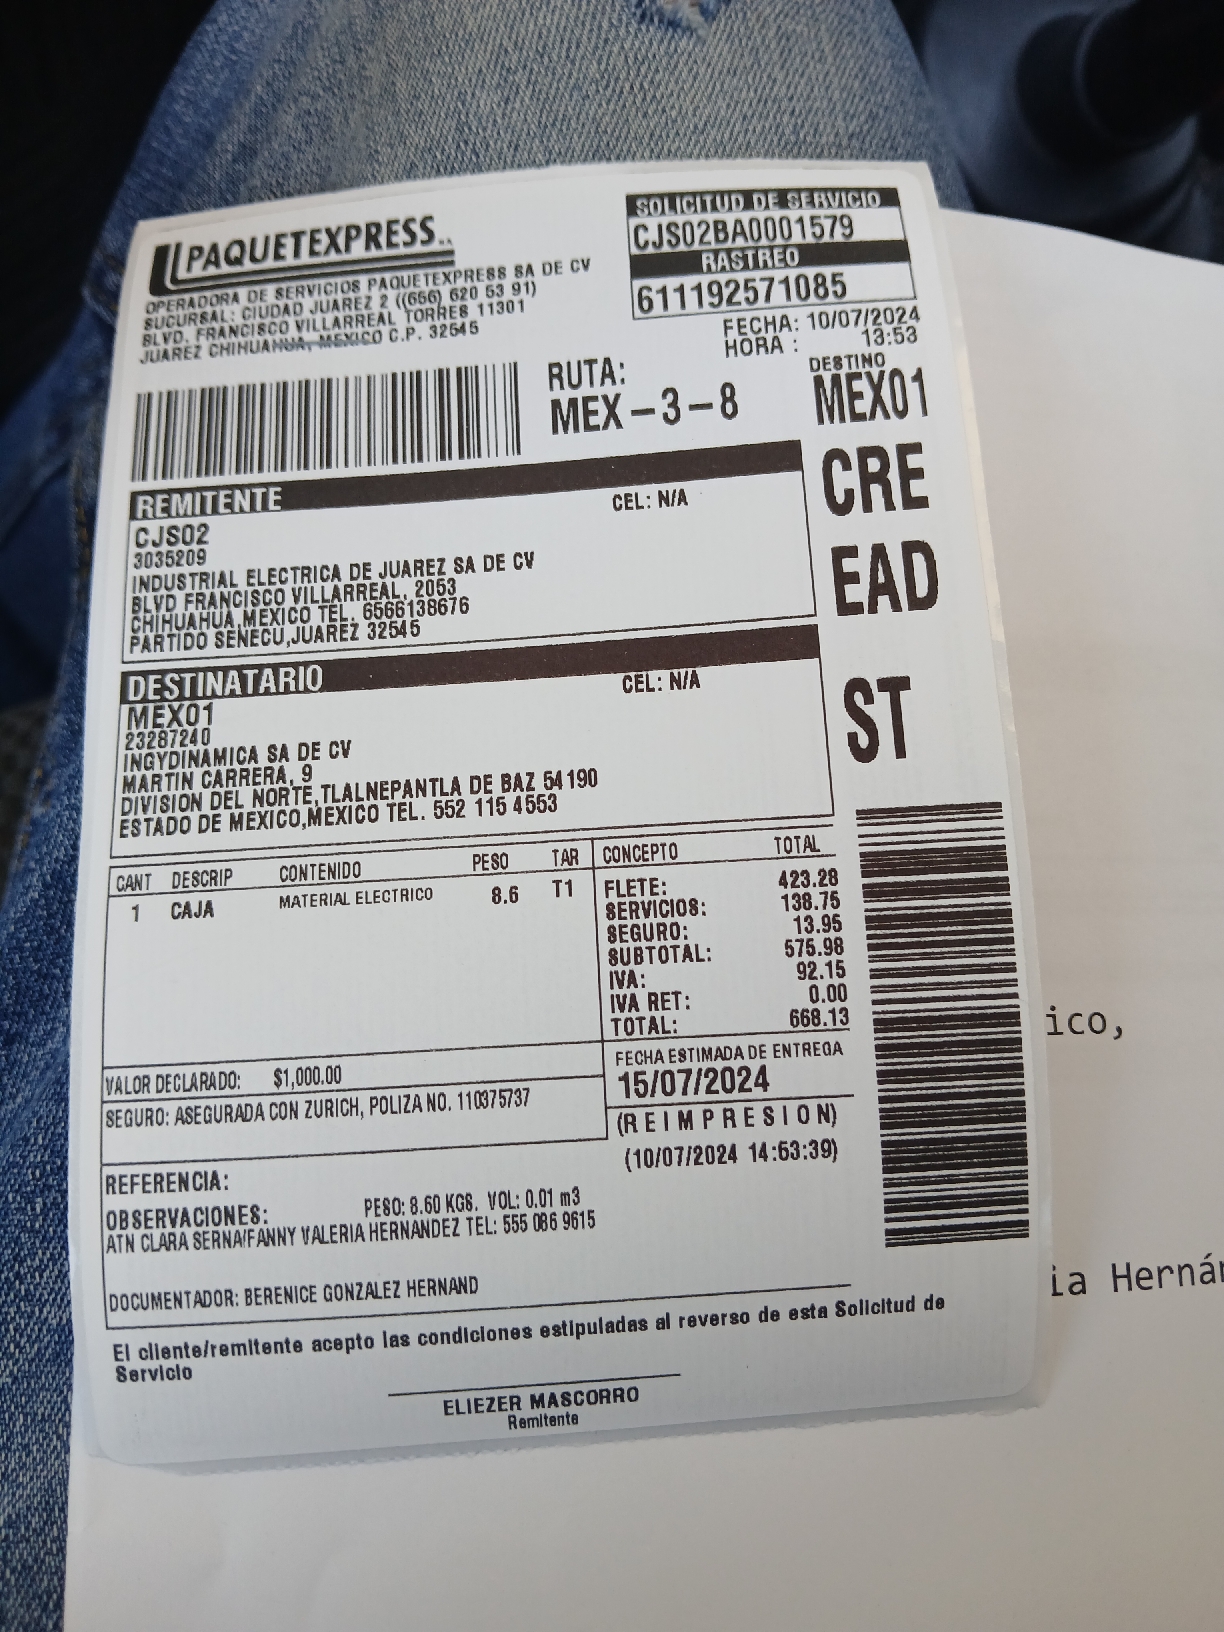 PAQUETEXPRESS
OPERADORA DE SERVICIOS PAQUETEXPRESS SA DE CV
SUCURSAL: CIUDAD JUAREZ 2 ((656) 620 53 91)
BLVD. FRANCISCO VILLARREAL TORRES 11301
JUAREZ CHIHUAHUA, MEXICO C.P. 32545
SOLICITUD DE SERVICIO
CJS02BA0001579
RASTREO
611192571085
FECHA: 10/07/2024
HORA : 13:53
RUTA:
MEX-3-8
DESTINO
MEX01
CRE
EAD
ST
REMITENTE
CEL: N/A
CJS02
3035209
INDUSTRIAL ELECTRICA DE JUAREZ SA DE CV
BLVD FRANCISCO VILLARREAL, 2053
CHIHUAHUA,MEXICO TEL. 6566138676
PARTIDO SENECU,JUAREZ 32545
DESTINATARIO
CEL: N/A
MEX01
23287240
INGYDINAMICA SA DE CV
MARTIN CARRERA, 9
DIVISION DEL NORTE,TLALNEPANTLA DE BAZ 54190
ESTADO DE MEXICO,MEXICO TEL. 552 115 4553
CANT DESCRIP CONTENIDO PESO TAR
1 CAJA MATERIAL ELECTRICO 8.6 T1
CONCEPTO TOTAL
FLETE: 423.28
SERVICIOS: 138.75
SEGURO: 13.95
SUBTOTAL: 575.98
IVA: 92.15
IVA RET: 0.00
TOTAL: 668.13
VALOR DECLARADO: $1,000.00
SEGURO: ASEGURADA CON ZURICH, POLIZA NO. 110375737
FECHA ESTIMADA DE ENTREGA
15/07/2024
(REIMPRESION)
(10/07/2024 14:53:39)
REFERENCIA:
OBSERVACIONES: PESO: 8.60 KGS. VOL: 0.01 m3
ATN CLARA SERNA/FANNY VALERIA HERNANDEZ TEL: 555 086 9615
DOCUMENTADOR: BERENICE GONZALEZ HERNAND
El cliente/remitente acepto las condiciones estipuladas al reverso de esta Solicitud de
Servicio
ELIEZER MASCORRO
Remitente
ico,
ia Hernán